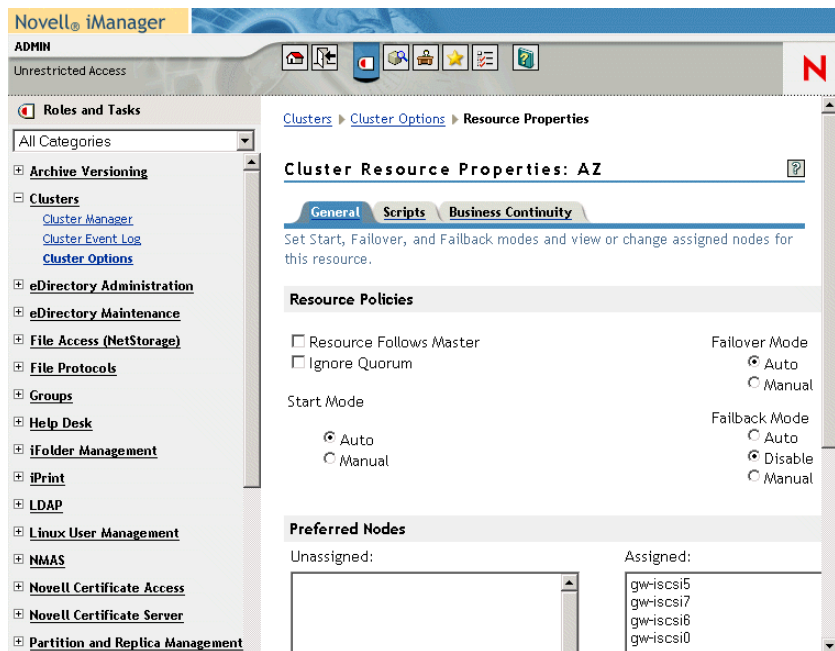 Novell® iManager
ADMIN
Unrestricted Access
N
Roles and Tasks
All Categories
Archive Versioning
Clusters
Cluster Manager
Cluster Event Log
Cluster Options
eDirectory Administration
eDirectory Maintenance
File Access (NetStorage)
File Protocols
Groups
Help Desk
iFolder Management
iPrint
LDAP
Linux User Management
NMAS
Novell Certificate Access
Novell Certificate Server
Partition and Replica Management
Clusters Cluster Options Resource Properties
Cluster Resource Properties: AZ ?
General Scripts Business Continuity
Set Start, Failover, and Failback modes and view or change assigned nodes for
this resource.
Resource Policies
Resource Follows Master
Ignore Quorum
Start Mode
Auto
Manual
Failover Mode
Auto
Manual
Failback Mode
Auto
Disable
Manual
Preferred Nodes
Unassigned:
Assigned:
gw-iscsi5
gw-iscsi7
gw-iscsi6
gw-iscsi0